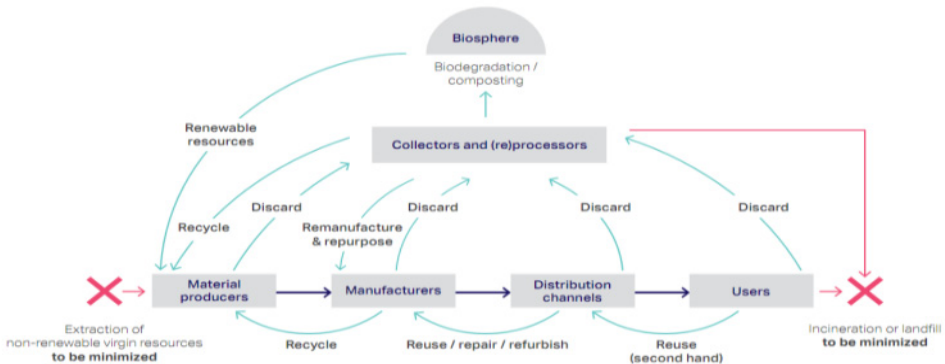 Biosphere
Biodegradation /
composting
Renewable
resources
Collectors and (re)processors
Recycle
Discard
Remanufacture
& repurpose
Discard
Discard
Discard
Material
producers
Manufacturers
Distribution
channels
Users
Extraction of
non-renewable virgin resources
to be minimized
Recycle
Reuse / repair / refurbish
Reuse
(second hand)
Incineration or landfill
to be minimized